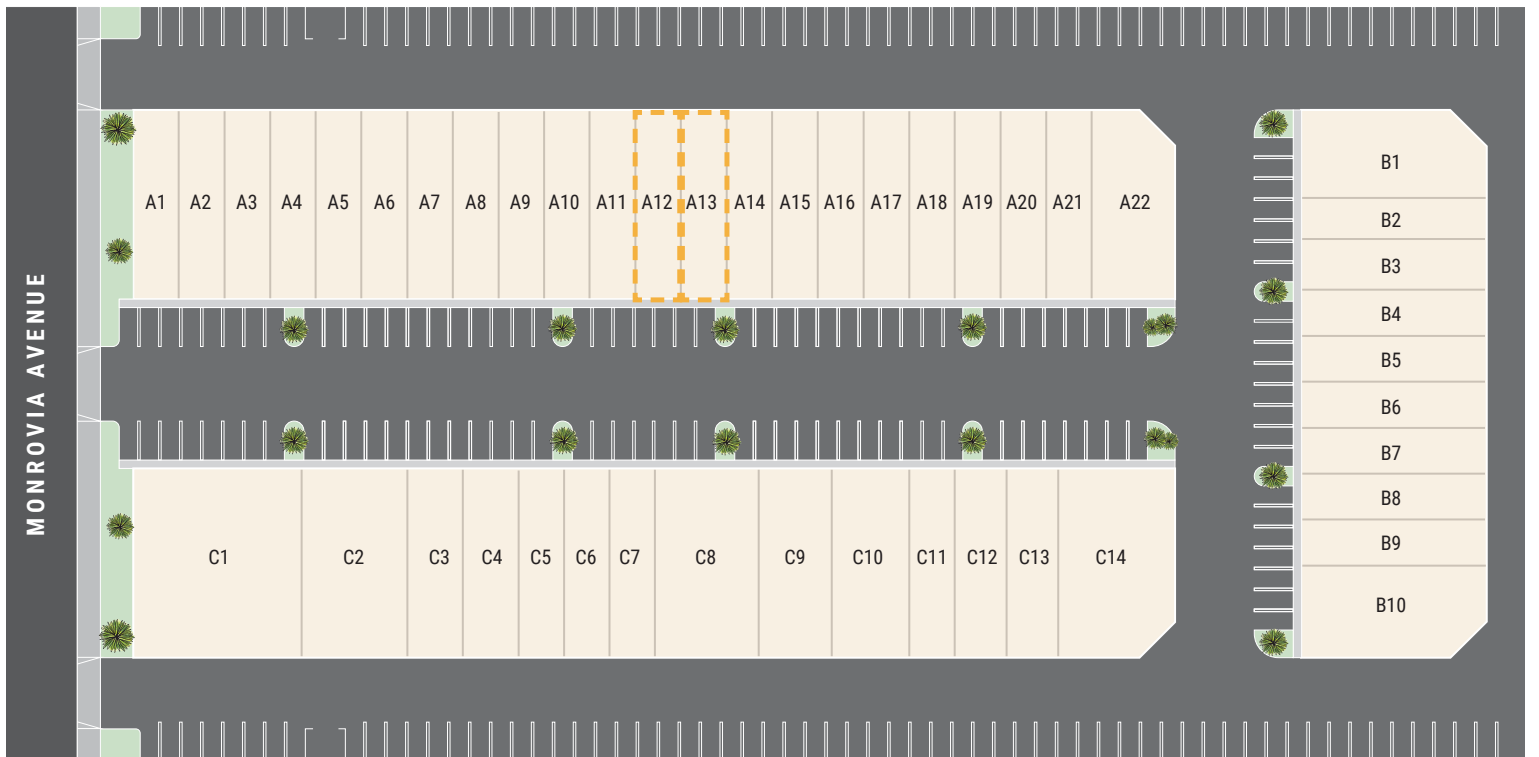 MONROVIA AVENUE
A1 A2 A3 A4 A5 A6 A7 A8 A9 A10 A11 A12 A13 A14 A15 A16 A17 A18 A19 A20 A21 A22
C1 C2 C3 C4 C5 C6 C7 C8 C9 C10 C11 C12 C13 C14
B1
B2
B3
B4
B5
B6
B7
B8
B9
B10